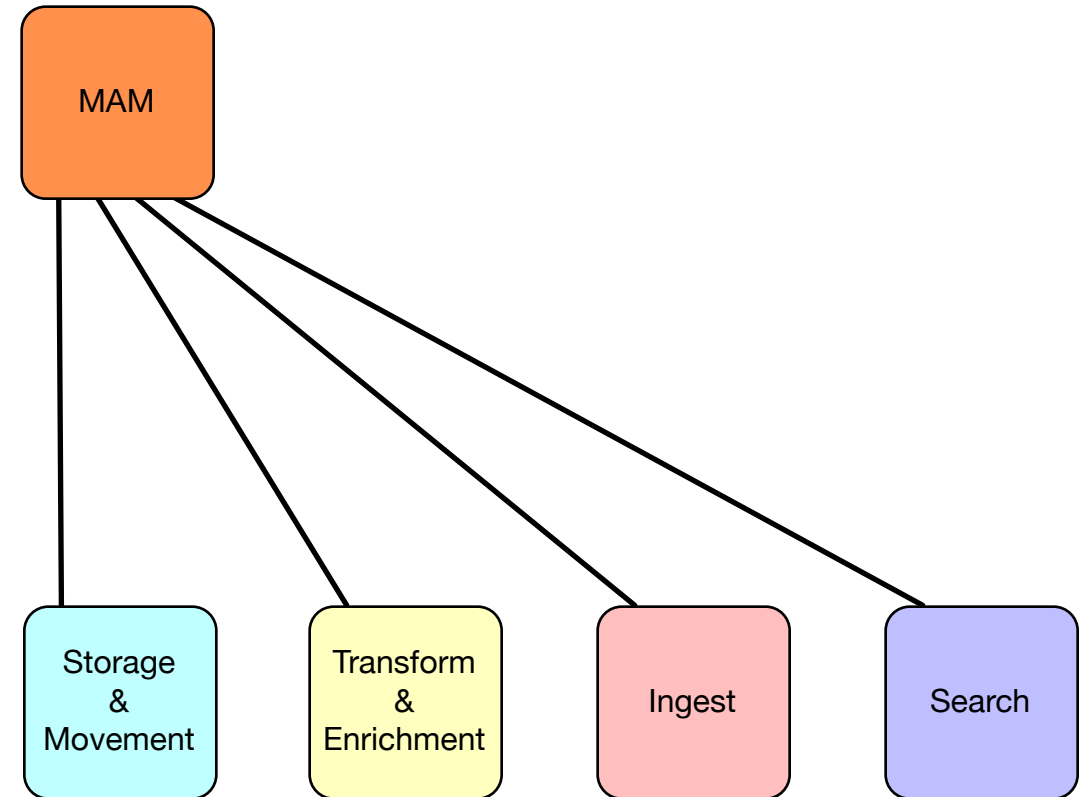 MAM
Storage
&
Movement
Transform
&
Enrichment
Ingest
Search